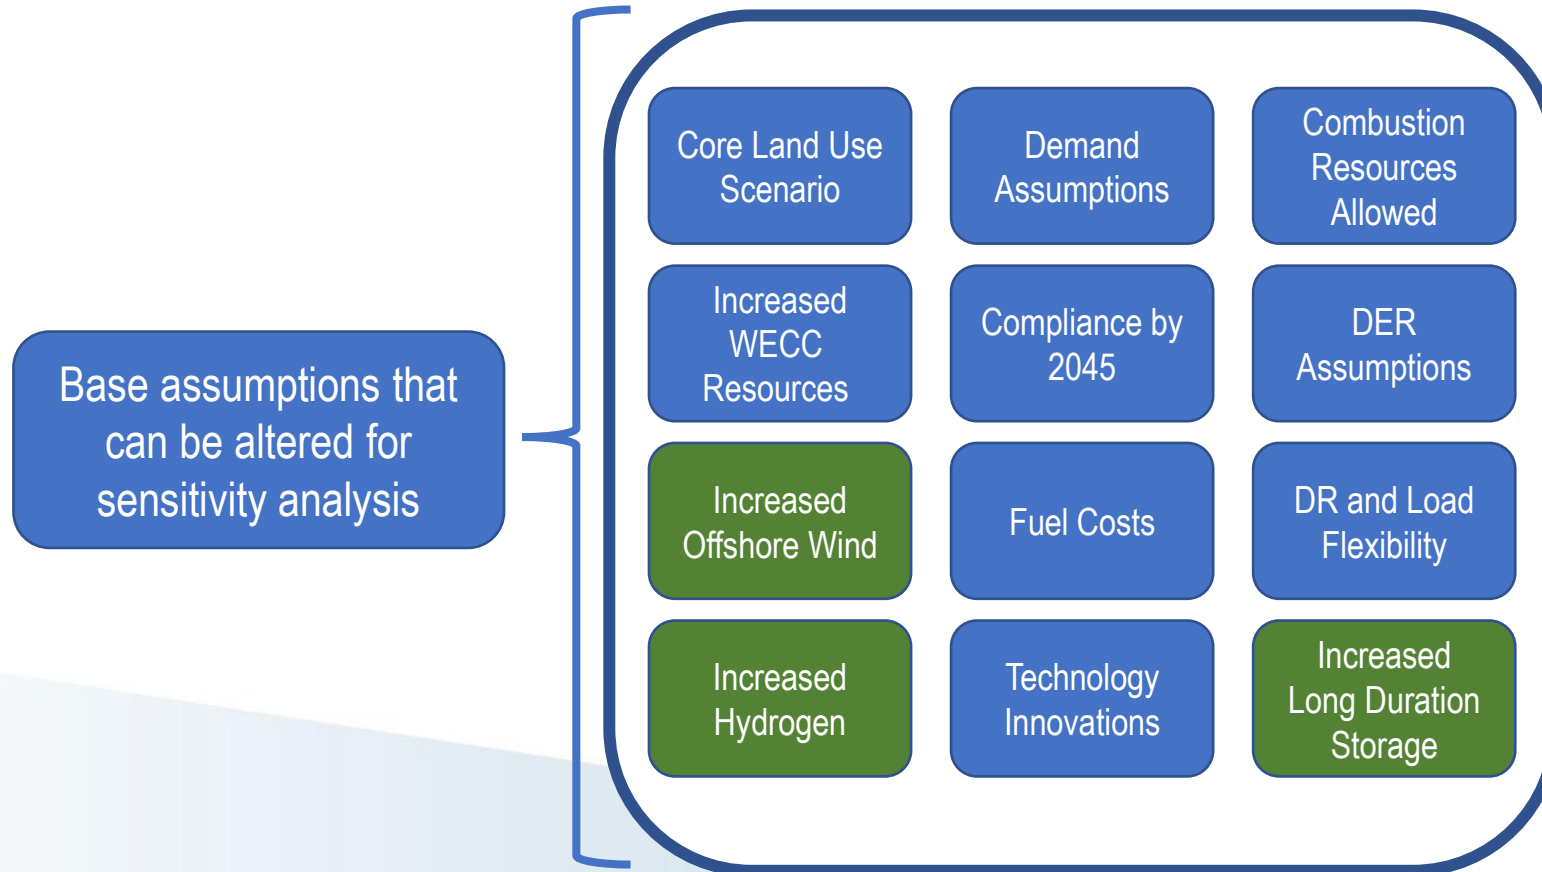 Base assumptions that
can be altered for
sensitivity analysis
Core Land Use
Scenario
Demand
Assumptions
Combustion
Resources
Allowed
Increased
WECC
Resources
Compliance by
2045
DER
Assumptions
Increased
Offshore Wind
Fuel Costs
DR and Load
Flexibility
Increased
Hydrogen
Technology
Innovations
Increased
Long Duration
Storage